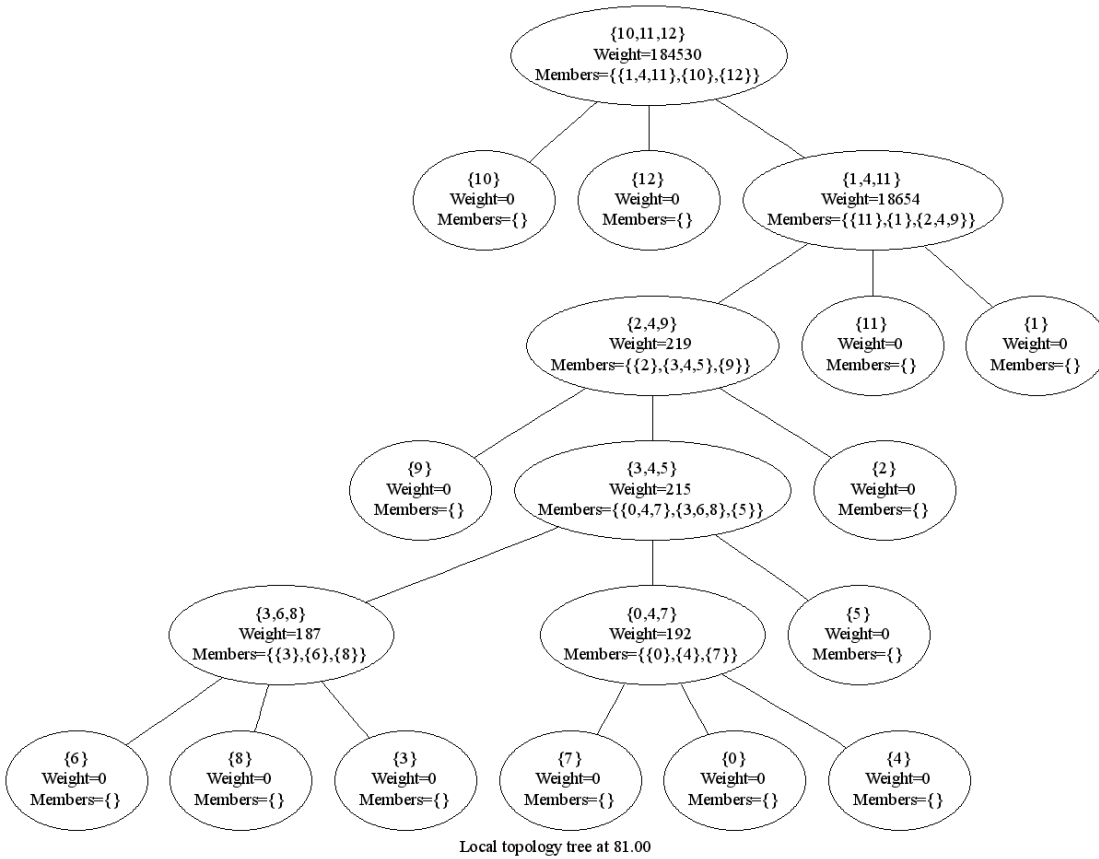 {10,11,12}
Weight=184530
Members={{1,4,11},{10},{12}}
{10}
Weight=0
Members={}
{12}
Weight=0
Members={}
{1,4,11}
Weight=18654
Members={{11},{1},{2,4,9}}
{2,4,9}
Weight=219
Members={{2},{3,4,5},{9}}
{11}
Weight=0
Members={}
{1}
Weight=0
Members={}
{9}
Weight=0
Members={}
{3,4,5}
Weight=215
Members={{0,4,7},{3,6,8},{5}}
{2}
Weight=0
Members={}
{3,6,8}
Weight=187
Members={{3},{6},{8}}
{0,4,7}
Weight=192
Members={{0},{4},{7}}
{5}
Weight=0
Members={}
{6}
Weight=0
Members={}
{8}
Weight=0
Members={}
{3}
Weight=0
Members={}
{7}
Weight=0
Members={}
{0}
Weight=0
Members={}
{4}
Weight=0
Members={}
Local topology tree at 81.00